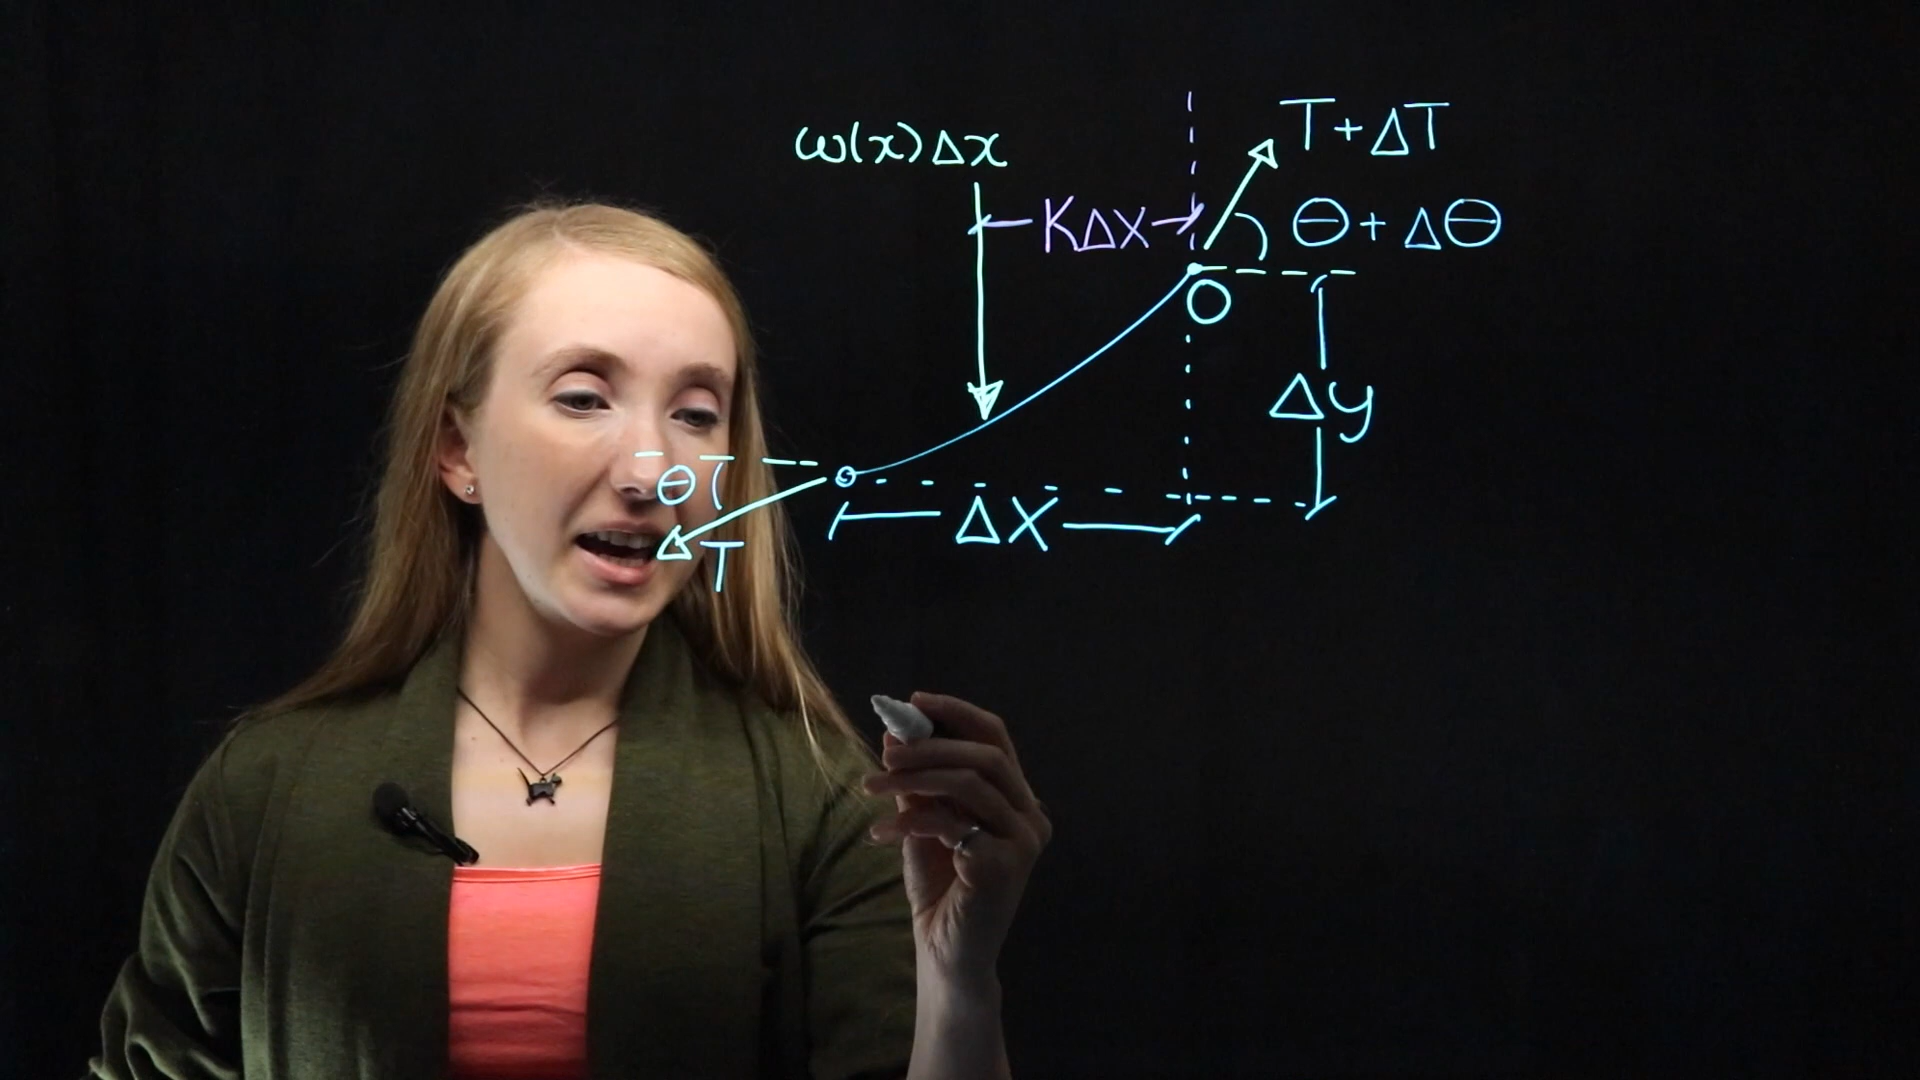 T + ΔT
ω(x) Δx
KΔX
Θ + ΔΘ
O
Δy
Θ
ΔX
T